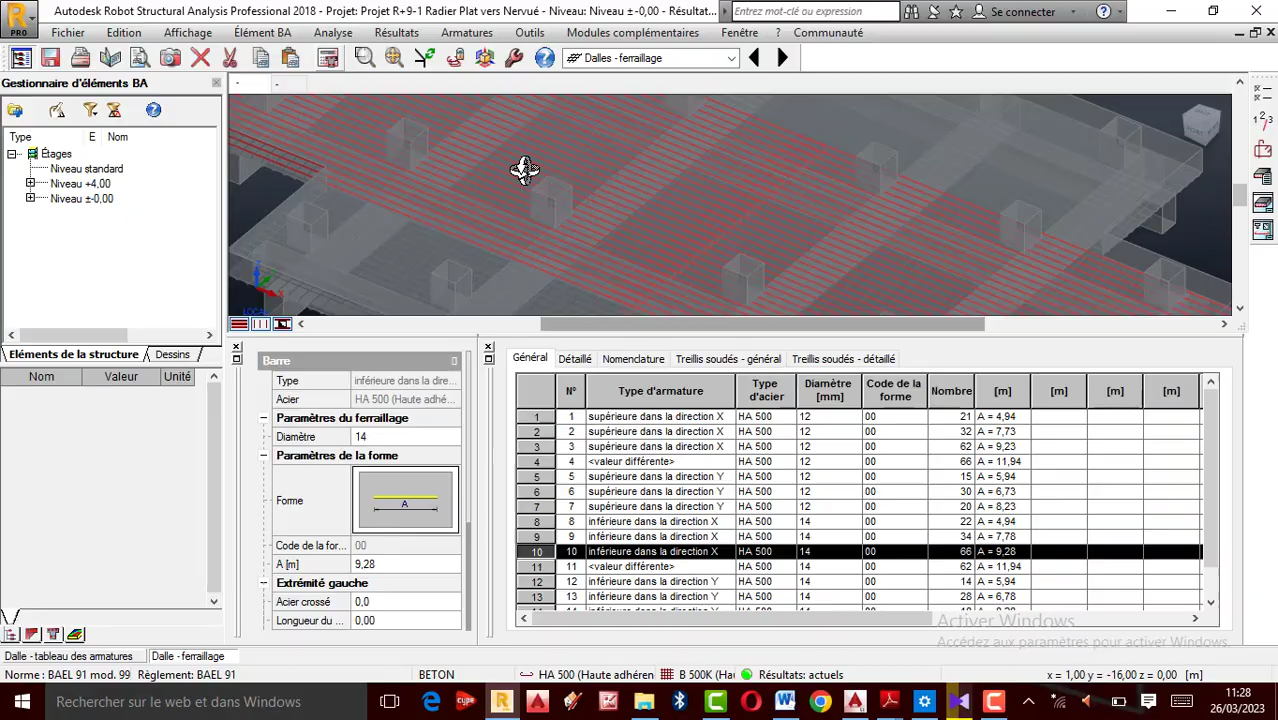 PRO
Autodesk Robot Structural Analysis Professional 2018 - Projet: Projet R+9-1 Radier Plat vers Nervué - Niveau: Niveau ±-0,00 - Résultat...
Entrez mot-clé ou expression
Se connecter
Fichier Edition Affichage Élément BA Analyse Résultats Armatures Outils Modules complémentaires Fenêtre ? Communauté
Dalles - ferraillage
Gestionnaire d'éléments BA
Type E Nom
Étages
Niveau standard
Niveau +4,00
Niveau ±-0,00
Eléments de la structure Dessins
Nom Valeur Unité
Barre
Type inférieure dans la dire...
Acier HA 500 (Haute adhé...
Paramètres du ferraillage
Diamètre 14
Paramètres de la forme
Forme
A
Code de la for... 00
A [m] 9,28
Extrémité gauche
Acier crossé 0,0
Longueur du ... 0,00
Général Détaillé Nomenclature Treillis soudés - général Treillis soudés - détaillé
N° Type d'armature Type d'acier Diamètre [mm] Code de la forme Nombre [m] [m] [m] [m]
1 1 supérieure dans la direction X HA 500 12 00 21 A = 4,94
2 2 supérieure dans la direction X HA 500 12 00 32 A = 7,73
3 3 supérieure dans la direction X HA 500 12 00 62 A = 9,23
4 4 <valeur différente> HA 500 12 00 66 A = 11,94
5 5 supérieure dans la direction Y HA 500 12 00 15 A = 5,94
6 6 supérieure dans la direction Y HA 500 12 00 30 A = 6,73
7 7 supérieure dans la direction Y HA 500 12 00 20 A = 8,23
8 8 inférieure dans la direction X HA 500 14 00 22 A = 4,94
9 9 inférieure dans la direction X HA 500 14 00 34 A = 7,78
10 10 inférieure dans la direction X HA 500 14 00 66 A = 9,28
11 11 <valeur différente> HA 500 14 00 62 A = 11,94
12 12 inférieure dans la direction Y HA 500 14 00 14 A = 5,94
13 13 inférieure dans la direction Y HA 500 14 00 28 A = 6,78
Activer Windows
Accédez aux paramètres pour activer Windows.
Dalle - tableau des armatures Dalle - ferraillage
Norme : BAEL 91 mod. 99 Règlement: BAEL 91 BETON HA 500 (Haute adhéren B 500K (Ha Résultats: actuels x = 1,00 y = -16,00 z = 0,00 [m]
Rechercher sur le web et dans Windows
11:28
26/03/2023